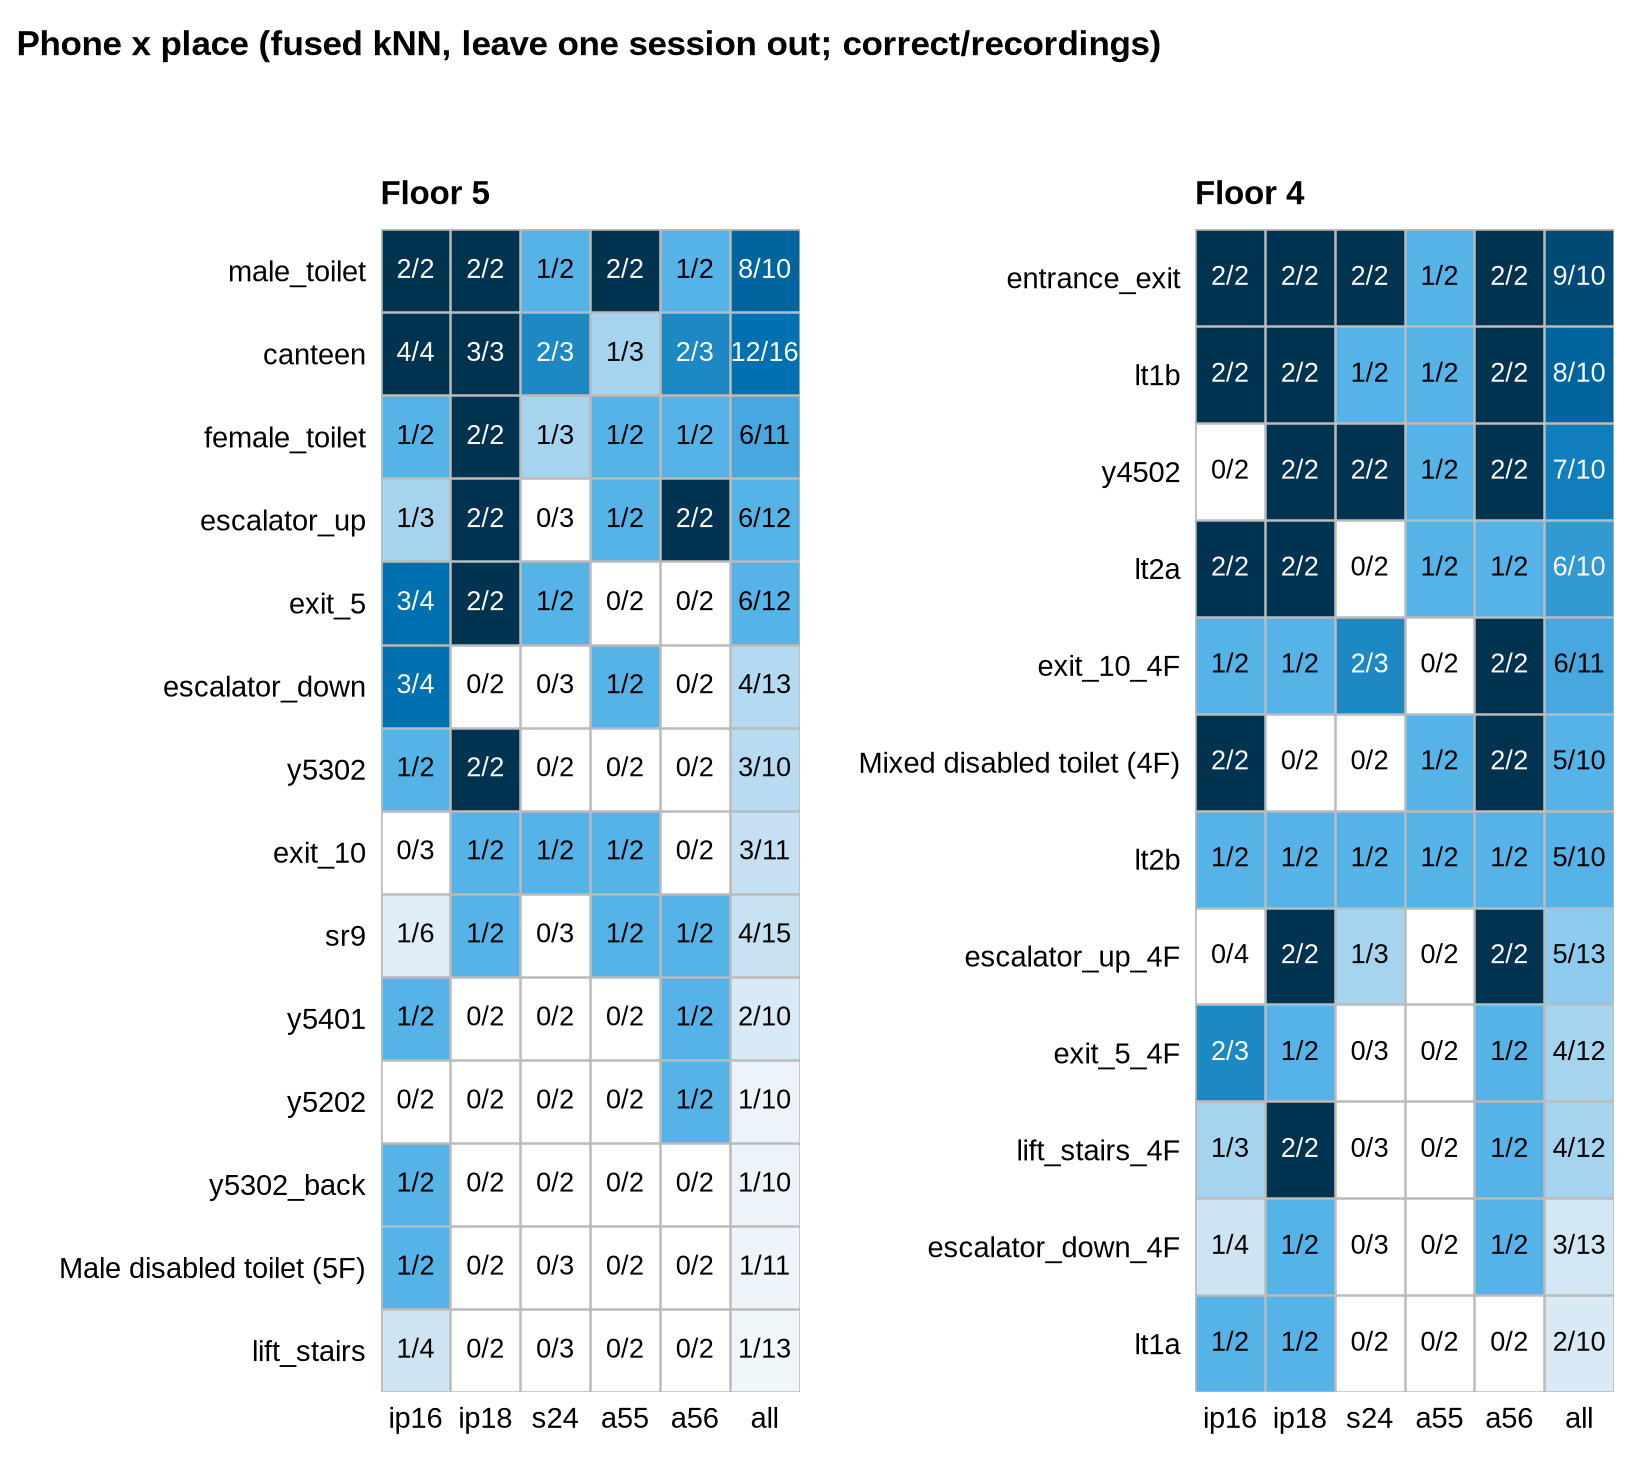 Phone x place (fused kNN, leave one session out; correct/recordings)
Floor 5
male_toilet 2/2 2/2 1/2 2/2 1/2 8/10
canteen 4/4 3/3 2/3 1/3 2/3 12/16
female_toilet 1/2 2/2 1/3 1/2 1/2 6/11
escalator_up 1/3 2/2 0/3 1/2 2/2 6/12
exit_5 3/4 2/2 1/2 0/2 0/2 6/12
escalator_down 3/4 0/2 0/3 1/2 0/2 4/13
y5302 1/2 2/2 0/2 0/2 0/2 3/10
exit_10 0/3 1/2 1/2 1/2 0/2 3/11
sr9 1/6 1/2 0/3 1/2 1/2 4/15
y5401 1/2 0/2 0/2 0/2 1/2 2/10
y5202 0/2 0/2 0/2 0/2 1/2 1/10
y5302_back 1/2 0/2 0/2 0/2 0/2 1/10
Male disabled toilet (5F) 1/2 0/2 0/3 0/2 0/2 1/11
lift_stairs 1/4 0/2 0/3 0/2 0/2 1/13
ip16 ip18 s24 a55 a56 all
Floor 4
entrance_exit 2/2 2/2 2/2 1/2 2/2 9/10
lt1b 2/2 2/2 1/2 1/2 2/2 8/10
y4502 0/2 2/2 2/2 1/2 2/2 7/10
lt2a 2/2 2/2 0/2 1/2 1/2 6/10
exit_10_4F 1/2 1/2 2/3 0/2 2/2 6/11
Mixed disabled toilet (4F) 2/2 0/2 0/2 1/2 2/2 5/10
lt2b 1/2 1/2 1/2 1/2 1/2 5/10
escalator_up_4F 0/4 2/2 1/3 0/2 2/2 5/13
exit_5_4F 2/3 1/2 0/3 0/2 1/2 4/12
lift_stairs_4F 1/3 2/2 0/3 0/2 1/2 4/12
escalator_down_4F 1/4 1/2 0/3 0/2 1/2 3/13
lt1a 1/2 1/2 0/2 0/2 0/2 2/10
ip16 ip18 s24 a55 a56 all